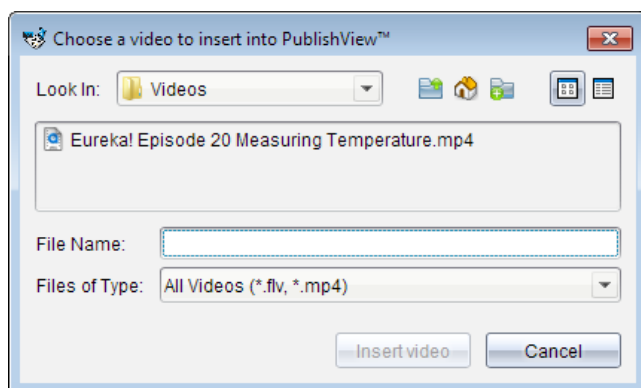 Choose a video to insert into PublishView™
Look In: Videos
Eureka! Episode 20 Measuring Temperature.mp4
File Name:
Files of Type: All Videos (*.flv, *.mp4)
Insert video Cancel